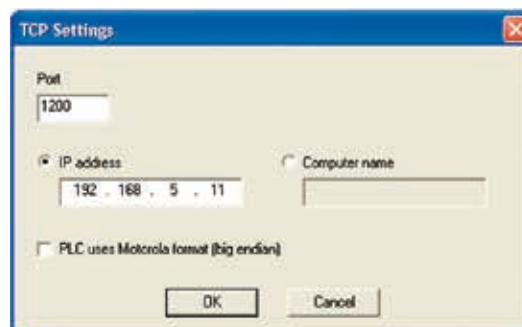 TCP Settings
Port
1200
IP address
Computer name
192 . 168 . 5 . 11
PLC uses Motorola format (big endian)
OK
Cancel